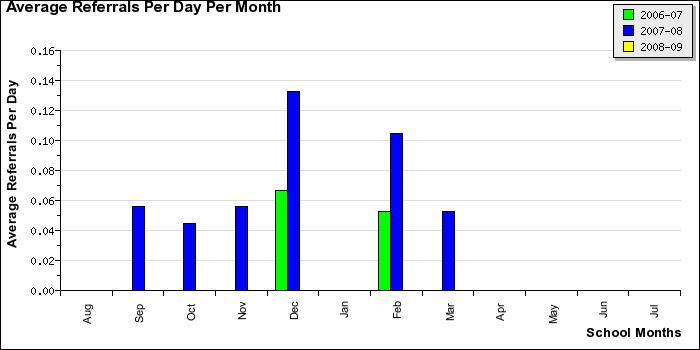 Average Referrals Per Day Per Month
2006-07
2007-08
2008-09
Average Referrals Per Day
0.16
0.14
0.12
0.10
0.08
0.06
0.04
0.02
0.00
Aug
Sep
Oct
Nov
Dec
Jan
Feb
Mar
Apr
May
Jun
Jul
School Months